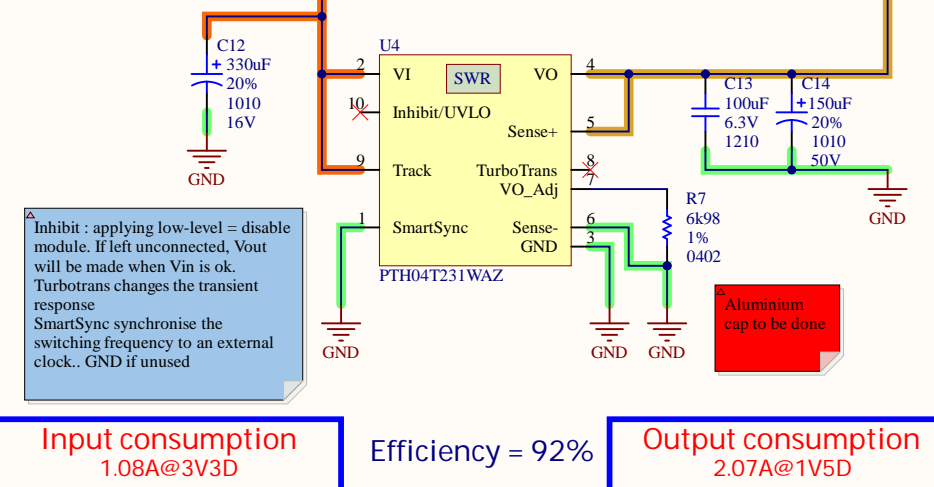 C12
+ 330uF
20%
1010
16V
GND
U4
SWR
2
VI
VO
4
10
Inhibit/UVLO
Sense+
5
9
Track
TurboTrans
8
VO_Adj
7
1
SmartSync
Sense-
6
GND
3
PTH04T231WAZ
C13
100uF
6.3V
1210
C14
+150uF
20%
1010
50V
GND
R7
6k98
1%
0402
GND
GND
GND
Inhibit : applying low-level = disable
module. If left unconnected, Vout
will be made when Vin is ok.
Turbotrans changes the transient
response
SmartSync synchronise the
switching frequency to an external
clock.. GND if unused
Aluminium
cap to be done
Input consumption
1.08A@3V3D
Efficiency = 92%
Output consumption
2.07A@1V5D